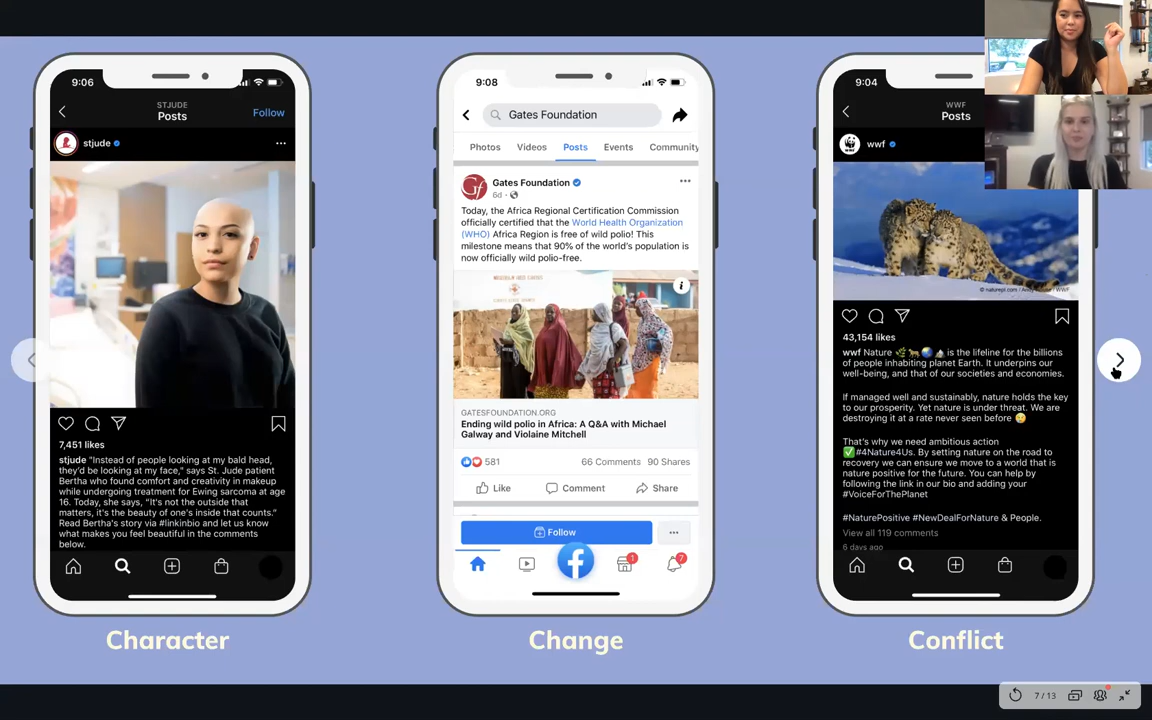 9:06
STJUDE
Posts
Follow
stjude
7,451 likes
stjude "Instead of people looking at my bald head,
they'd be looking at my face," says St. Jude patient
Bertha who found comfort and creativity in makeup
while undergoing treatment for Ewing sarcoma at age
16. Today, she says, "It's not the outside that
matters, it's the beauty of one's inside that counts."
Read Bertha's story via #linkinbio and let us know
what makes you feel beautiful in the comments
below.
Character
9:08
Gates Foundation
Photos Videos Posts Events Community
Gf
Gates Foundation
6d
Today, the Africa Regional Certification Commission
officially certified that the World Health Organization
(WHO) Africa Region is free of wild polio! This
milestone means that 90% of the world's population is
now officially wild polio-free.
GATESFOUNDATION.ORG
Ending wild polio in Africa: A Q&A with Michael
Galway and Violaine Mitchell
581 66 Comments 90 Shares
Like Comment Share
Follow
1
7
Change
9:04
WWF
Posts
wwf
43,154 likes
wwf Nature 🌿🐆🌏⛰️ is the lifeline for the billions
of people inhabiting planet Earth. It underpins our
well-being, and that of our societies and economies.
If managed well and sustainably, nature holds the key
to our prosperity. Yet nature is under threat. We are
destroying it at a rate never seen before 😢
That's why we need ambitious action
✅#4Nature4Us. By setting nature on the road to
recovery we can ensure we move to a world that is
nature positive for the future. You can help by
following the link in our bio and adding your
#VoiceForThePlanet
#NaturePositive #NewDealForNature & People.
View all 119 comments
6 days ago
Conflict
7 / 13